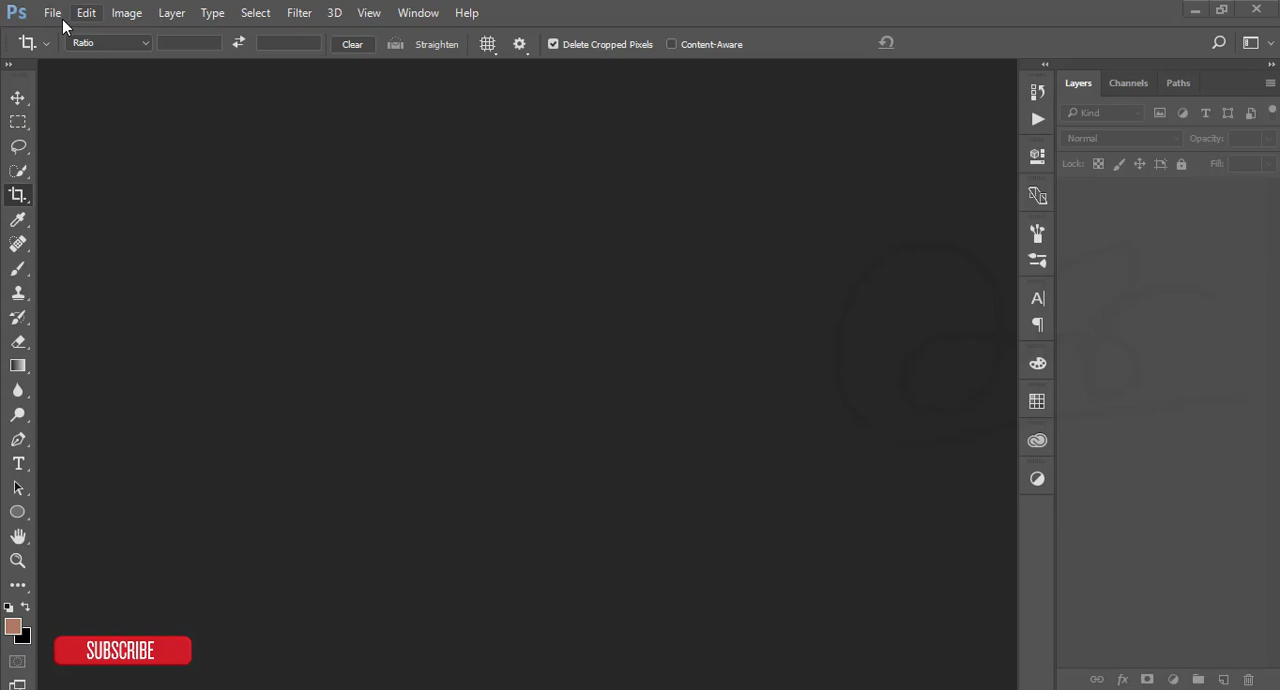 Ps File Edit Image Layer Type Select Filter 3D View Window Help
Ratio Clear Straighten Delete Cropped Pixels Content-Aware
Layers Channels Paths
Kind
Normal Opacity:
Lock: Fill:
SUBSCRIBE